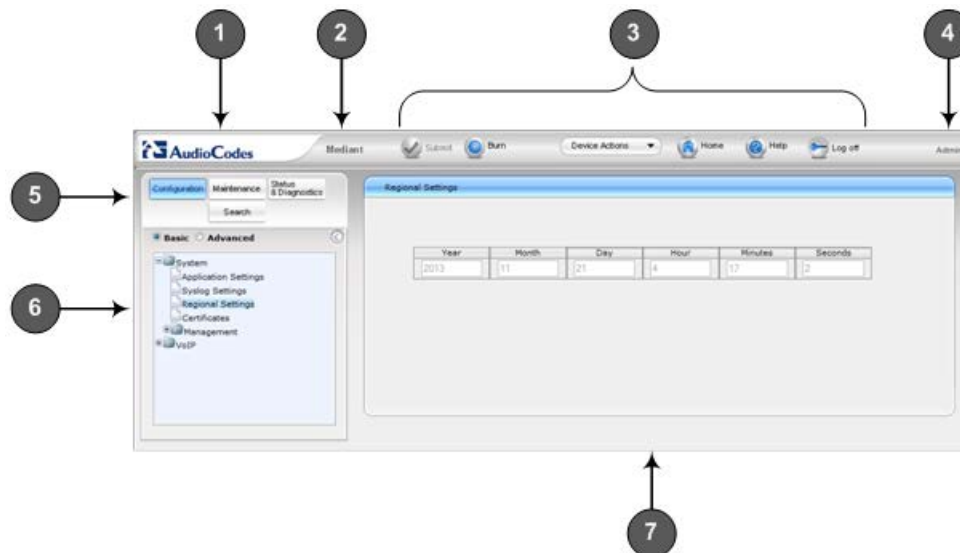 1
2
3
4
AudioCodes
Mediant
Submit
Burn
Device Actions
Home
Help
Log off
Admin
5
Configuration
Maintenance
Status
& Diagnostics
Search
Basic
Advanced
System
Application Settings
Syslog Settings
Regional Settings
Certificates
Management
VoIP
6
Regional Settings
Year Month Day Hour Minutes Seconds
2013 11 21 4 17 2
7